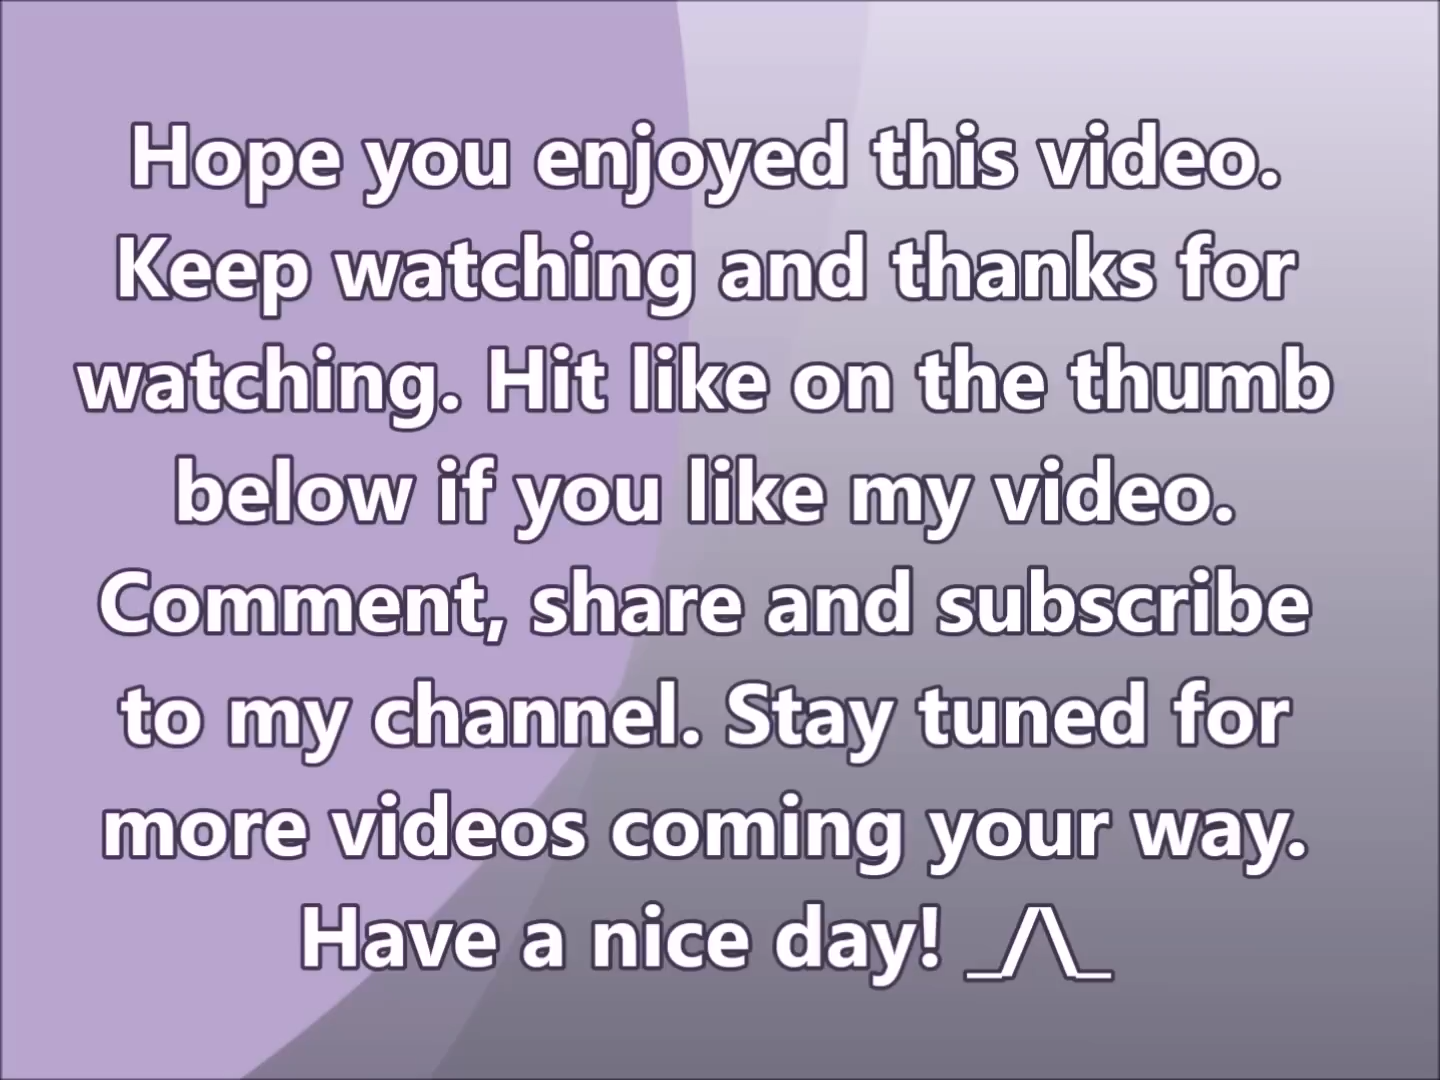 Hope you enjoyed this video.
Keep watching and thanks for
watching. Hit like on the thumb
below if you like my video.
Comment, share and subscribe
to my channel. Stay tuned for
more videos coming your way.
Have a nice day! _/\_